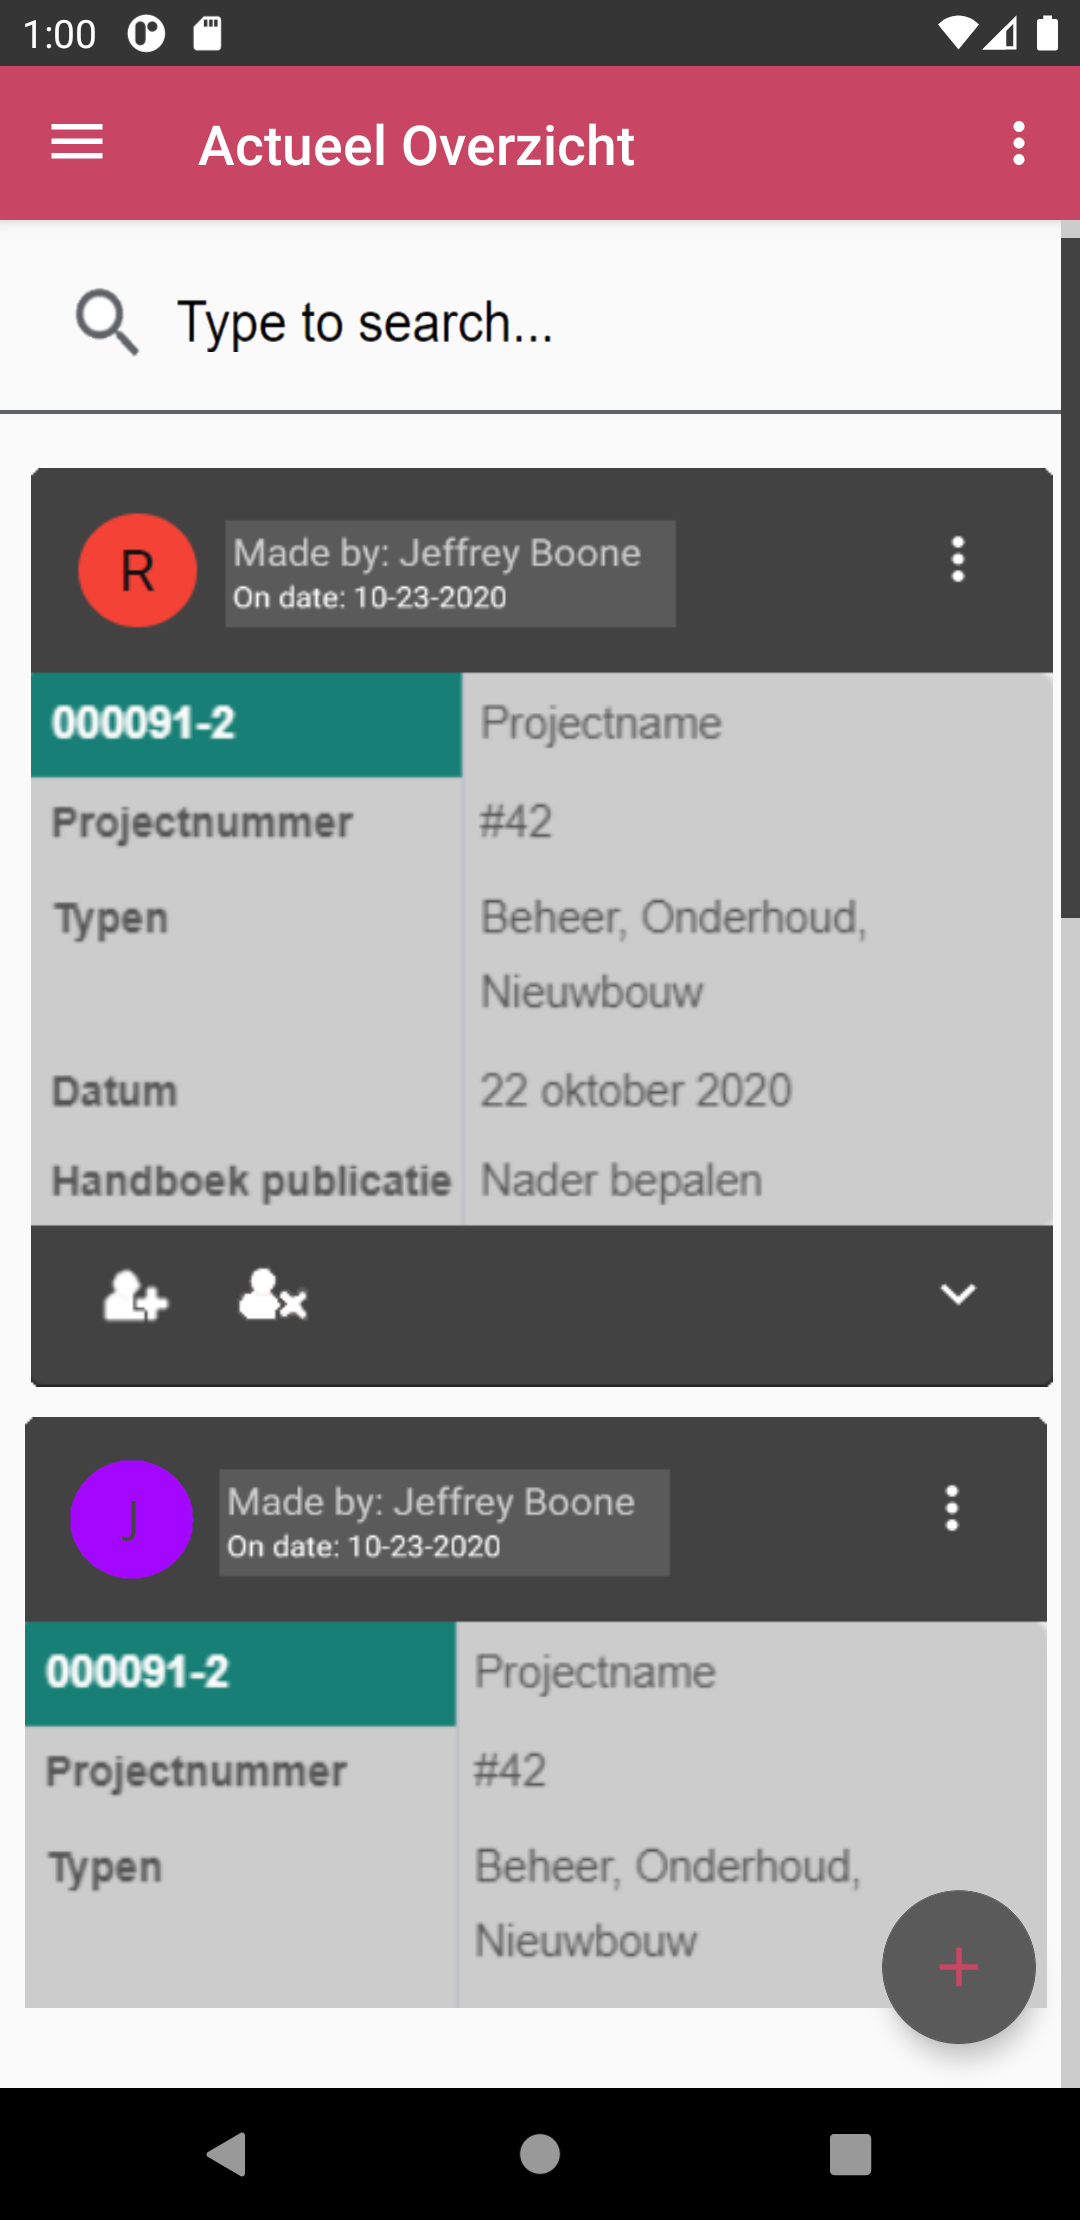 1:00
Actueel Overzicht
Type to search...
R
Made by: Jeffrey Boone
On date: 10-23-2020
000091-2 Projectname
Projectnummer #42
Typen Beheer, Onderhoud,
Nieuwbouw
Datum 22 oktober 2020
Handboek publicatie Nader bepalen
J
Made by: Jeffrey Boone
On date: 10-23-2020
000091-2 Projectname
Projectnummer #42
Typen Beheer, Onderhoud,
Nieuwbouw